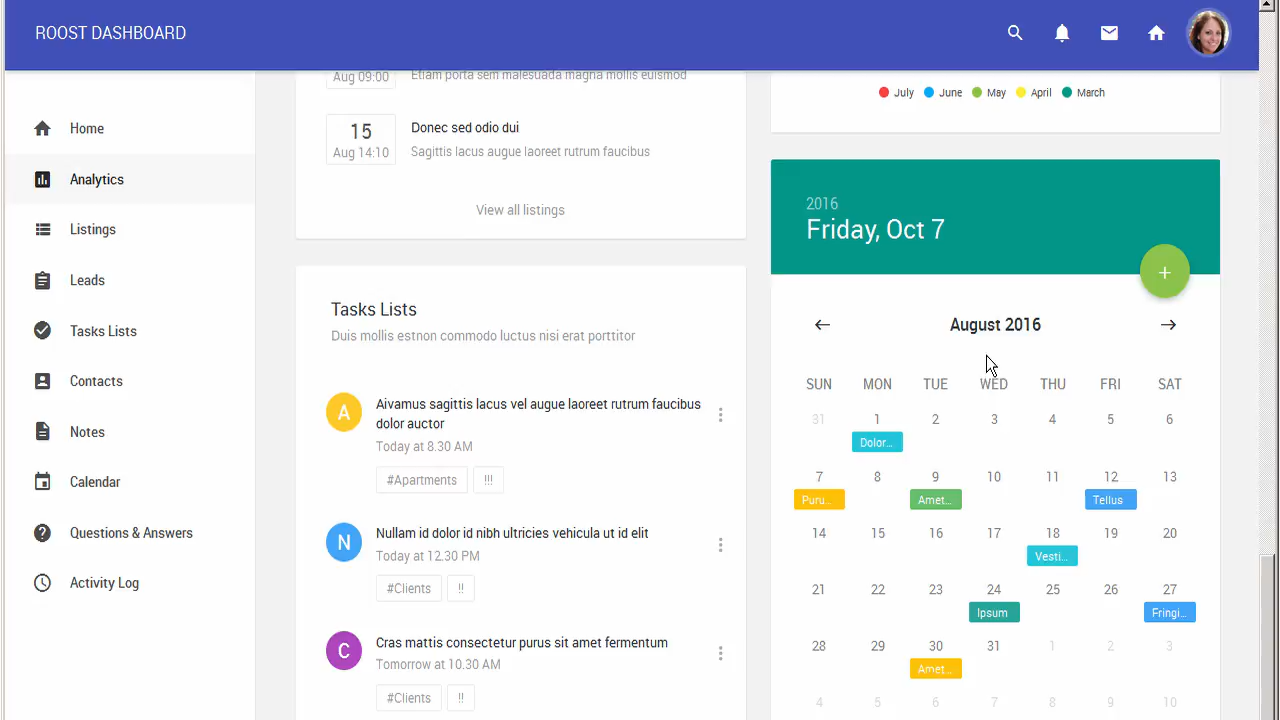 ROOST DASHBOARD
Home
Analytics
Listings
Leads
Tasks Lists
Contacts
Notes
Calendar
Questions & Answers
Activity Log
Aug 09:00
Etiam porta sem malesuada magna mollis euismod
15
Aug 14:10
Donec sed odio dui
Sagittis lacus augue laoreet rutrum faucibus
View all listings
Tasks Lists
Duis mollis estnon commodo luctus nisi erat porttitor
A
Aivamus sagittis lacus vel augue laoreet rutrum faucibus
dolor auctor
Today at 8.30 AM
#Apartments !!!
N
Nullam id dolor id nibh ultricies vehicula ut id elit
Today at 12.30 PM
#Clients !!
C
Cras mattis consectetur purus sit amet fermentum
Tomorrow at 10.30 AM
#Clients !!
July June May April March
2016
Friday, Oct 7
+
August 2016
SUN MON TUE WED THU FRI SAT
31 1 2 3 4 5 6
Dolor...
7 8 9 10 11 12 13
Puru... Amet... Tellus
14 15 16 17 18 19 20
Vesti...
21 22 23 24 25 26 27
Ipsum Fringi...
28 29 30 31 1 2 3
Amet...
4 5 6 7 8 9 10